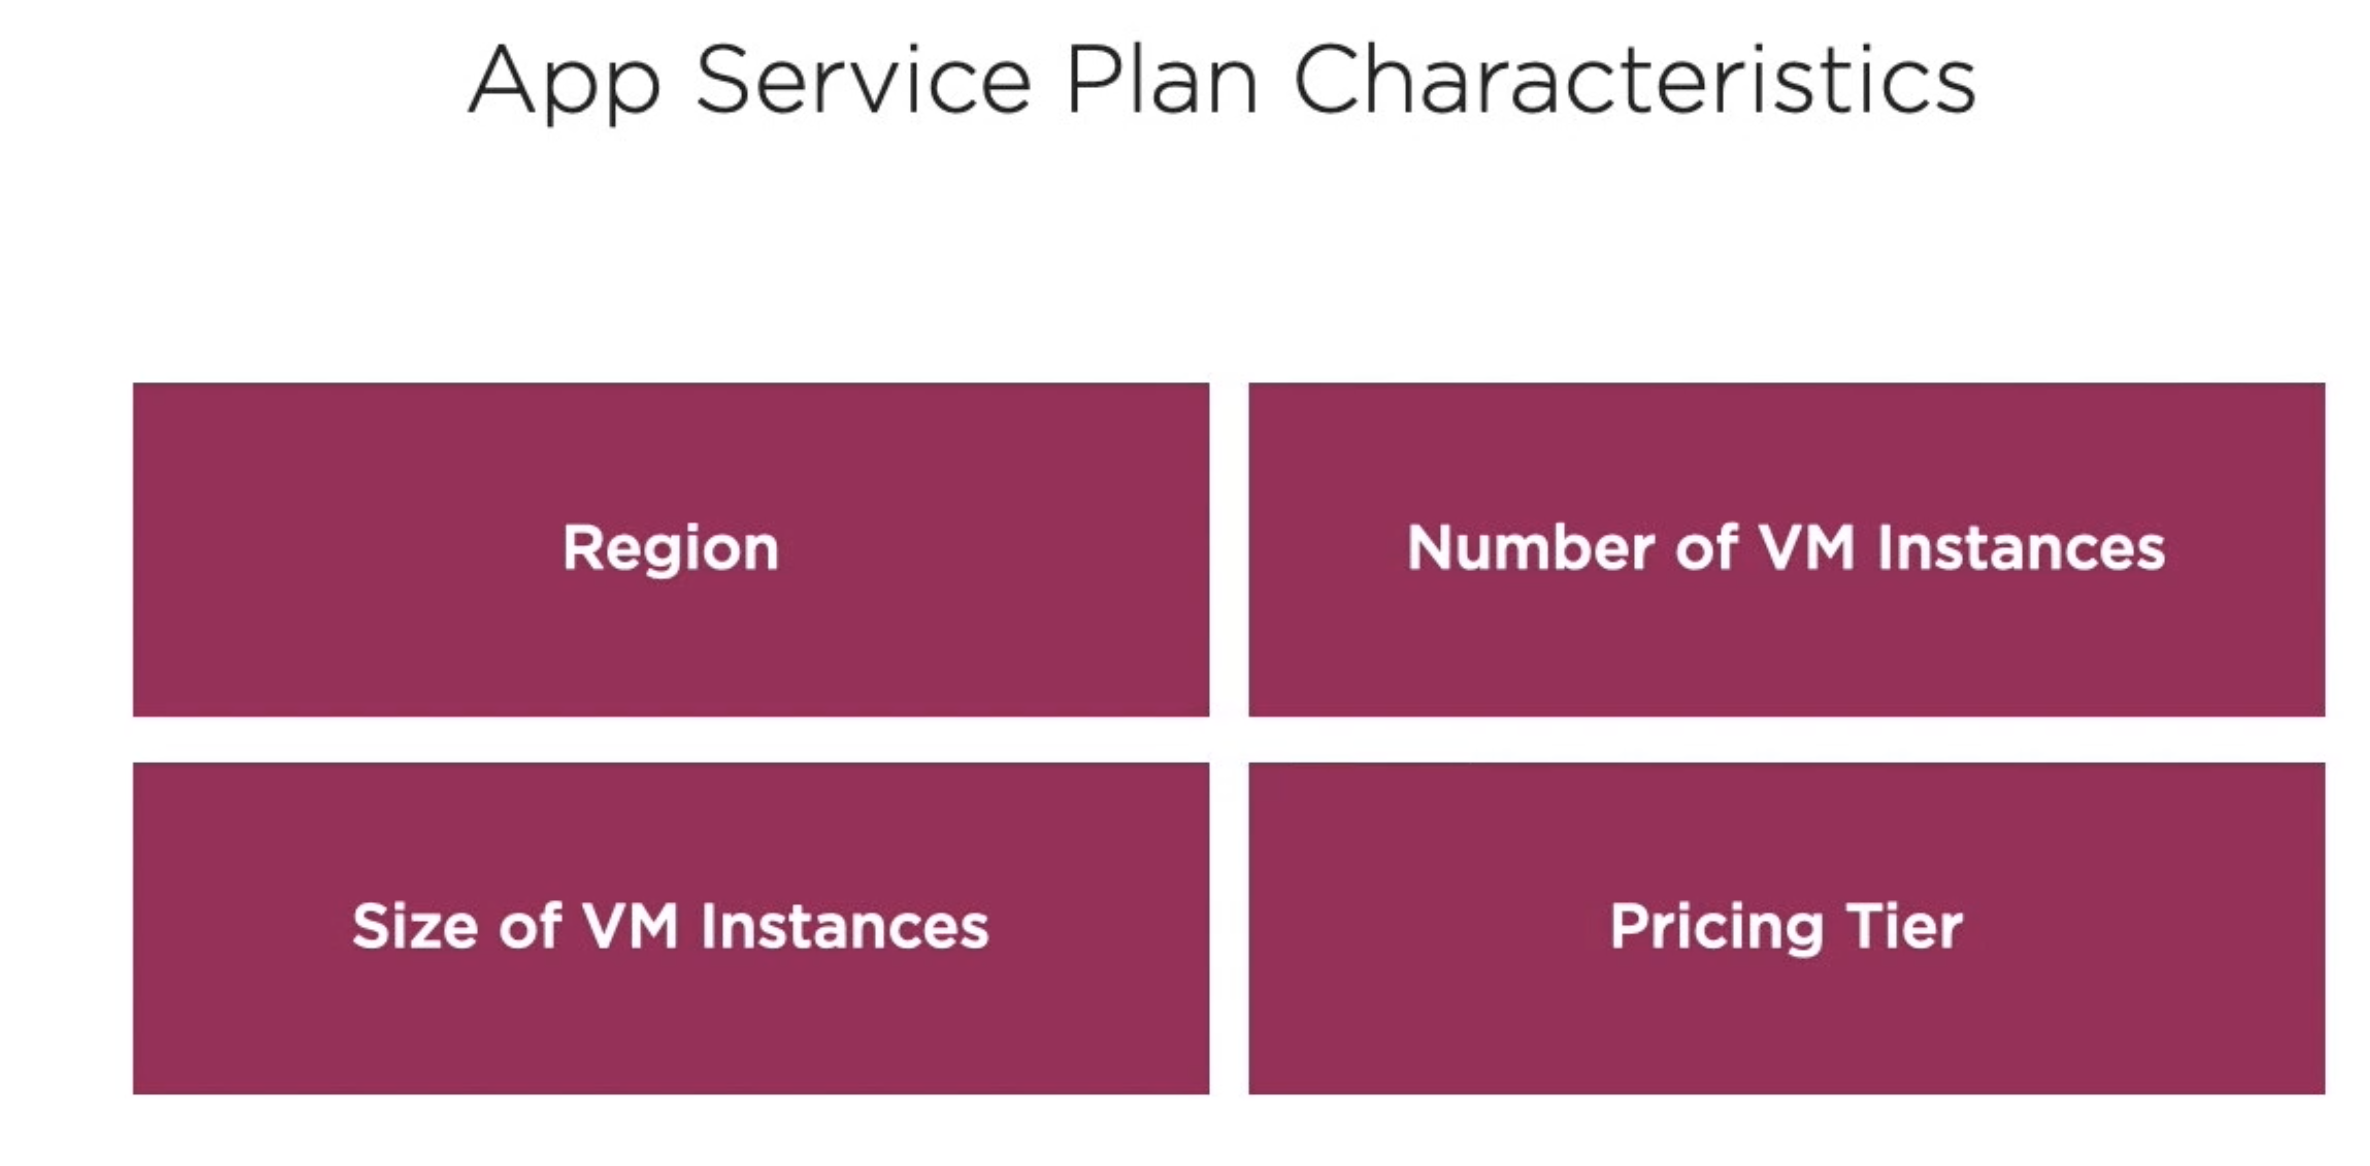 App Service Plan Characteristics
Region
Number of VM Instances
Size of VM Instances
Pricing Tier